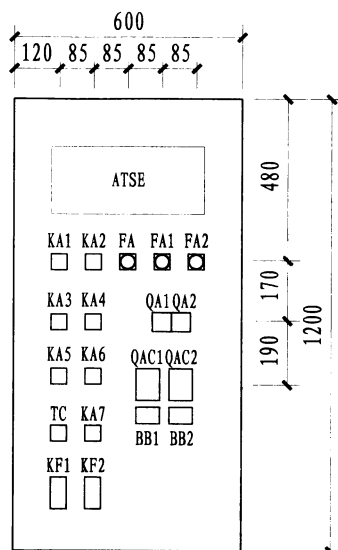 600
120 85 85 85 85
ATSE
480
KA1 KA2 FA FA1 FA2
170
KA3 KA4 QA1 QA2
1200
190
KA5 KA6 QAC1 QAC2
TC KA7 BB1 BB2
KF1 KF2